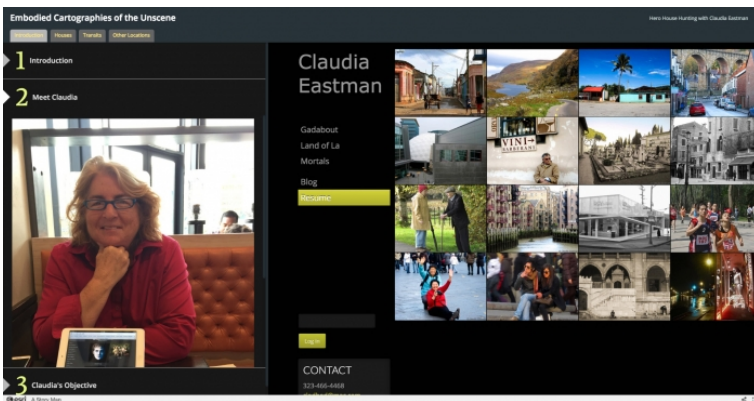 Embodied Cartographies of the Unscene
Hero House Hunting with Claudia Eastman
Introduction
Houses
Transits
Other Locations
1 Introduction
2 Meet Claudia
3 Claudia's Objective
esri A Story Map
Claudia
Eastman
Gadabout
Land of La
Mortals
Blog
Resume
Log In
CONTACT
323-466-4468
VINI